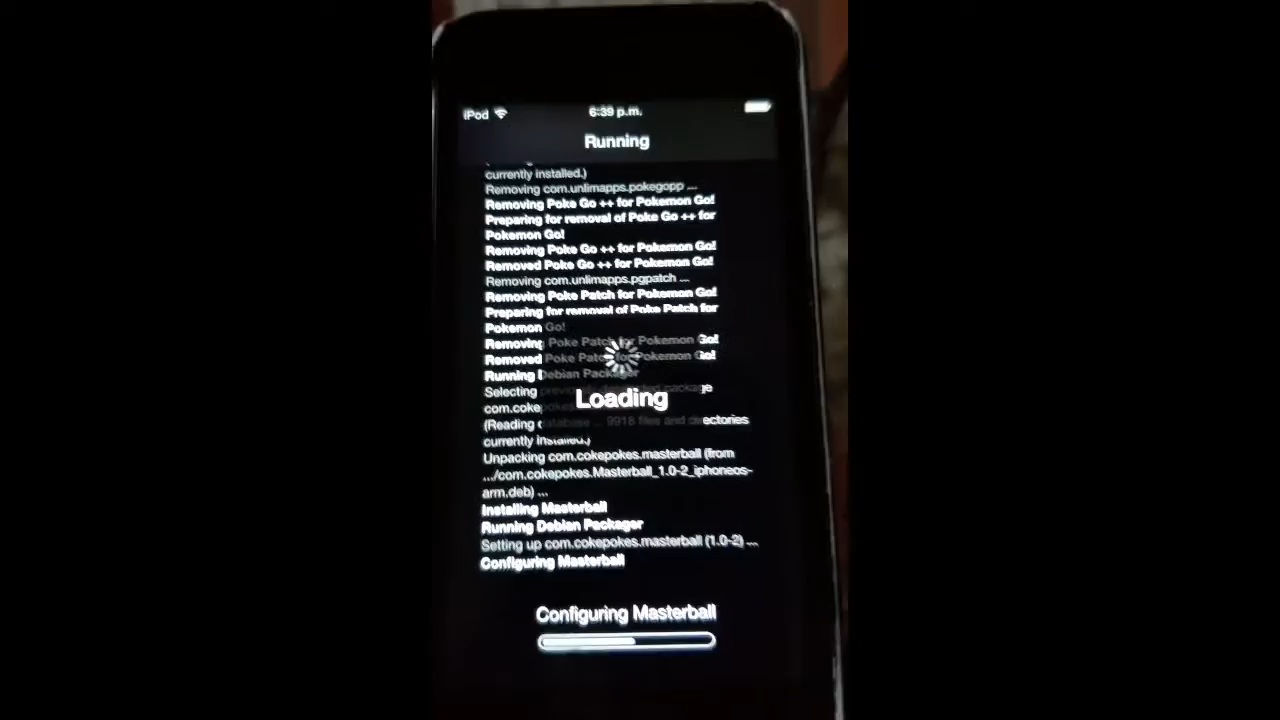 iPod 6:39 p.m.
Running
currently installed.)
Removing com.unlimapps.pokegopp ...
Removing Poke Go ++ for Pokemon Go!
Preparing for removal of Poke Go ++ for
Pokemon Go!
Removing Poke Go ++ for Pokemon Go!
Removed Poke Go ++ for Pokemon Go!
Removing com.unlimapps.pgpatch ...
Removing Poke Patch for Pokemon Go!
Preparing for removal of Poke Patch for
Pokemon Go!
Removing Poke Patch for Pokemon Go!
Removed Poke Patch for Pokemon Go!
Running Debian Packager
Selecting previously deselected package
Loading
(Reading database ... 9918 files and directories
currently installed.)
Unpacking com.cokepokes.masterball (from
.../com.cokepokes.Masterball_1.0-2_iphoneos-
arm.deb) ...
Installing Masterball
Running Debian Packager
Setting up com.cokepokes.masterball (1.0-2) ...
Configuring Masterball
Configuring Masterball